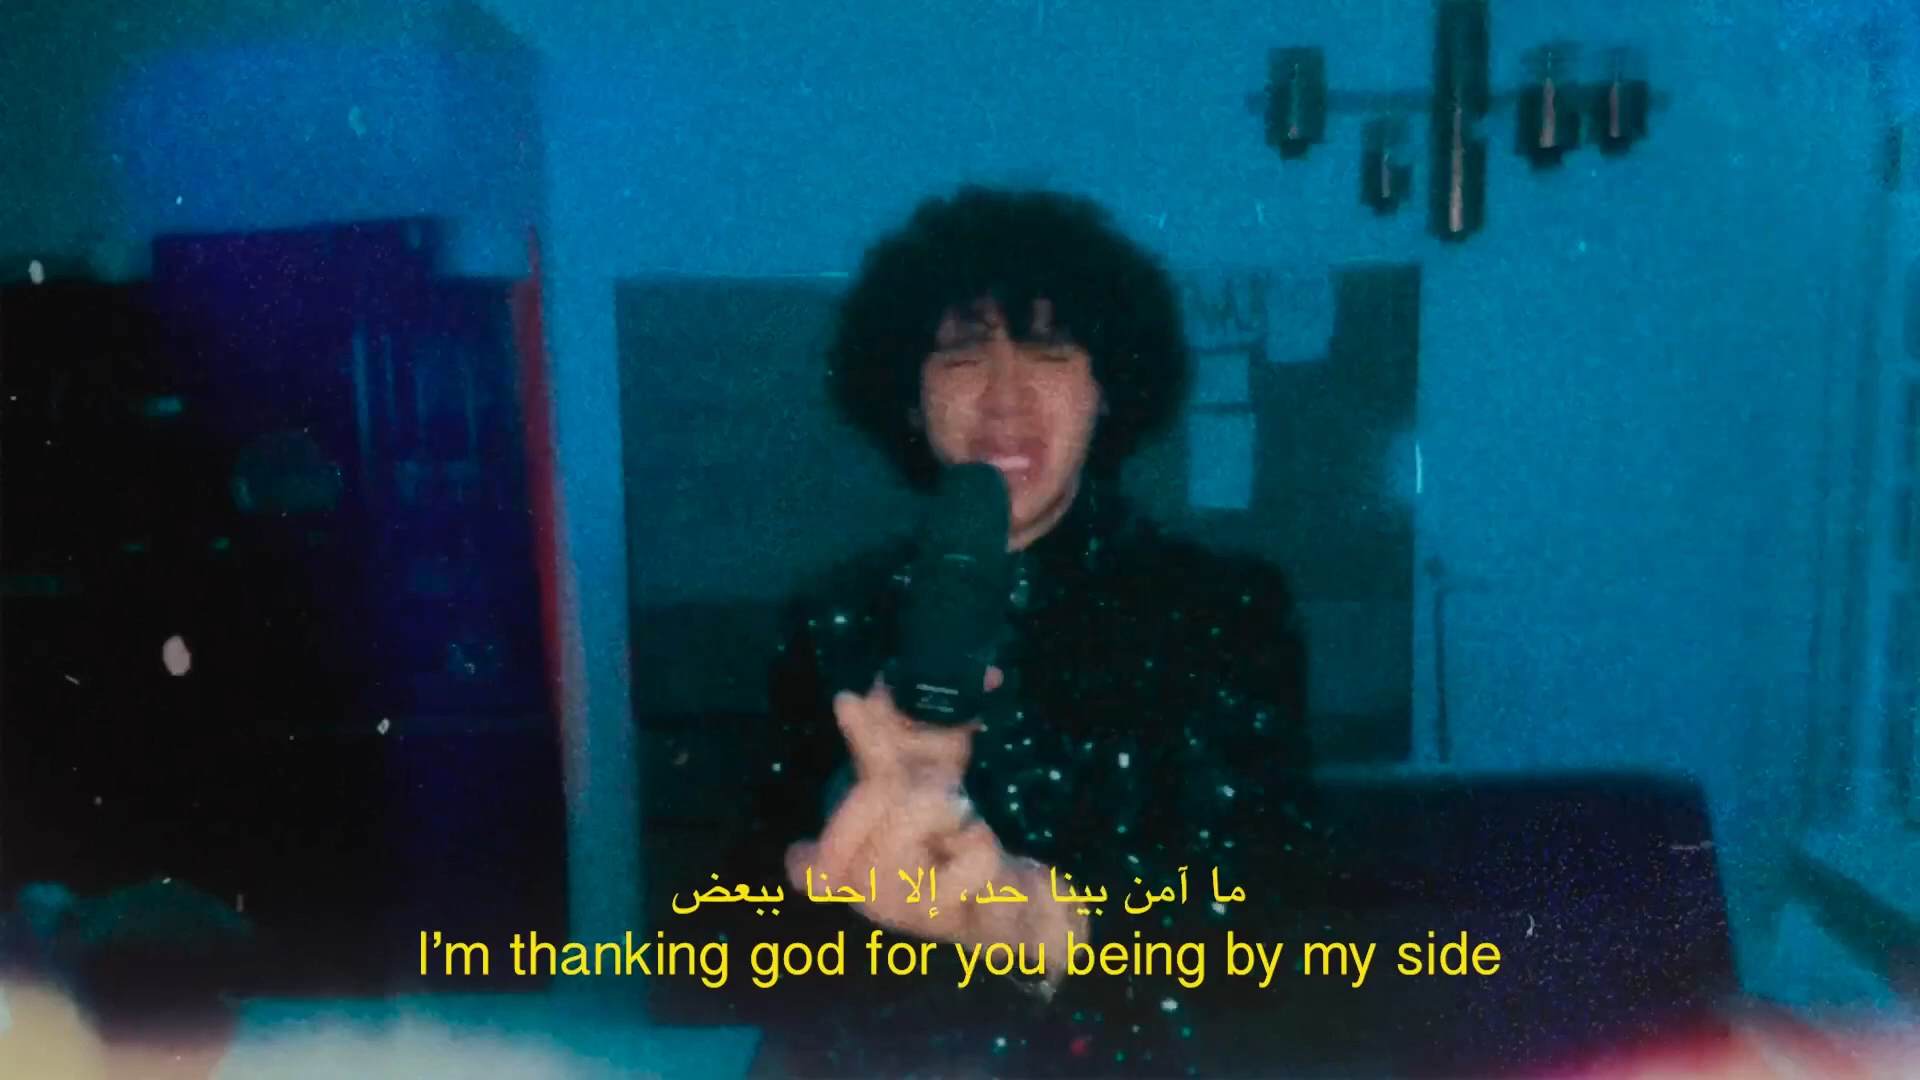 ما آمن بينا حد، إلا احنا ببعض
I'm thanking god for you being by my side